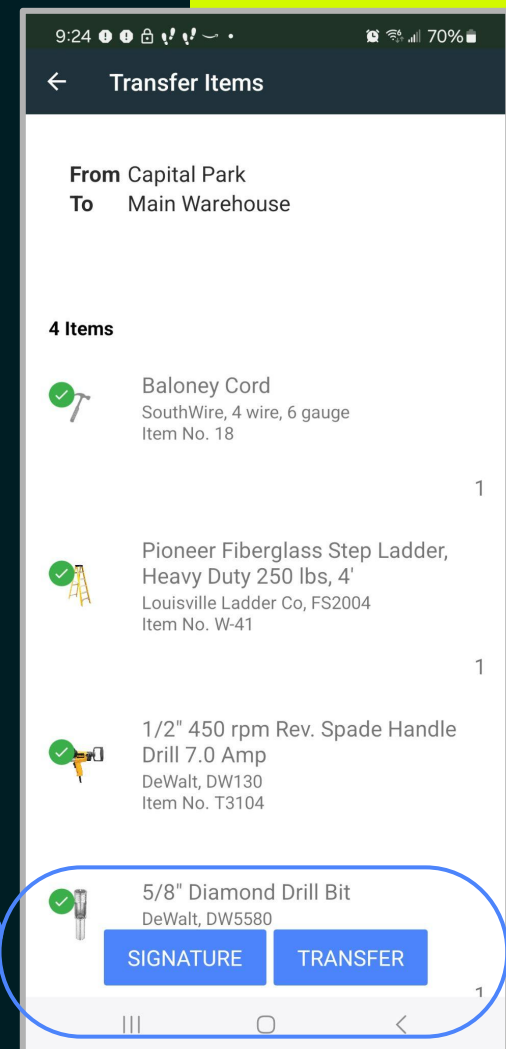 9:24
70%
Transfer Items
From Capital Park
To Main Warehouse
4 Items
Baloney Cord
SouthWire, 4 wire, 6 gauge
Item No. 18
1
Pioneer Fiberglass Step Ladder,
Heavy Duty 250 lbs, 4'
Louisville Ladder Co, FS2004
Item No. W-41
1
1/2" 450 rpm Rev. Spade Handle
Drill 7.0 Amp
DeWalt, DW130
Item No. T3104
5/8" Diamond Drill Bit
DeWalt, DW5580
SIGNATURE TRANSFER
1